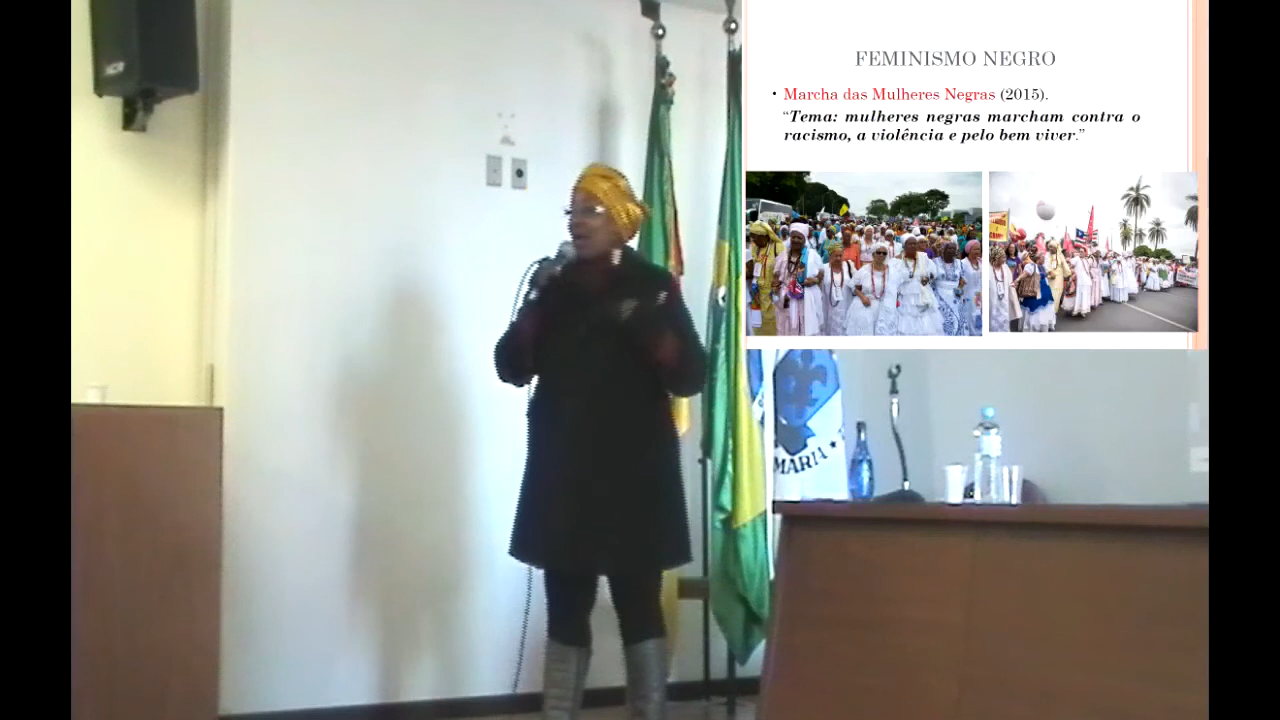 FEMINISMO NEGRO
• Marcha das Mulheres Negras (2015).
“Tema: mulheres negras marcham contra o
racismo, a violência e pelo bem viver.”
MARIA